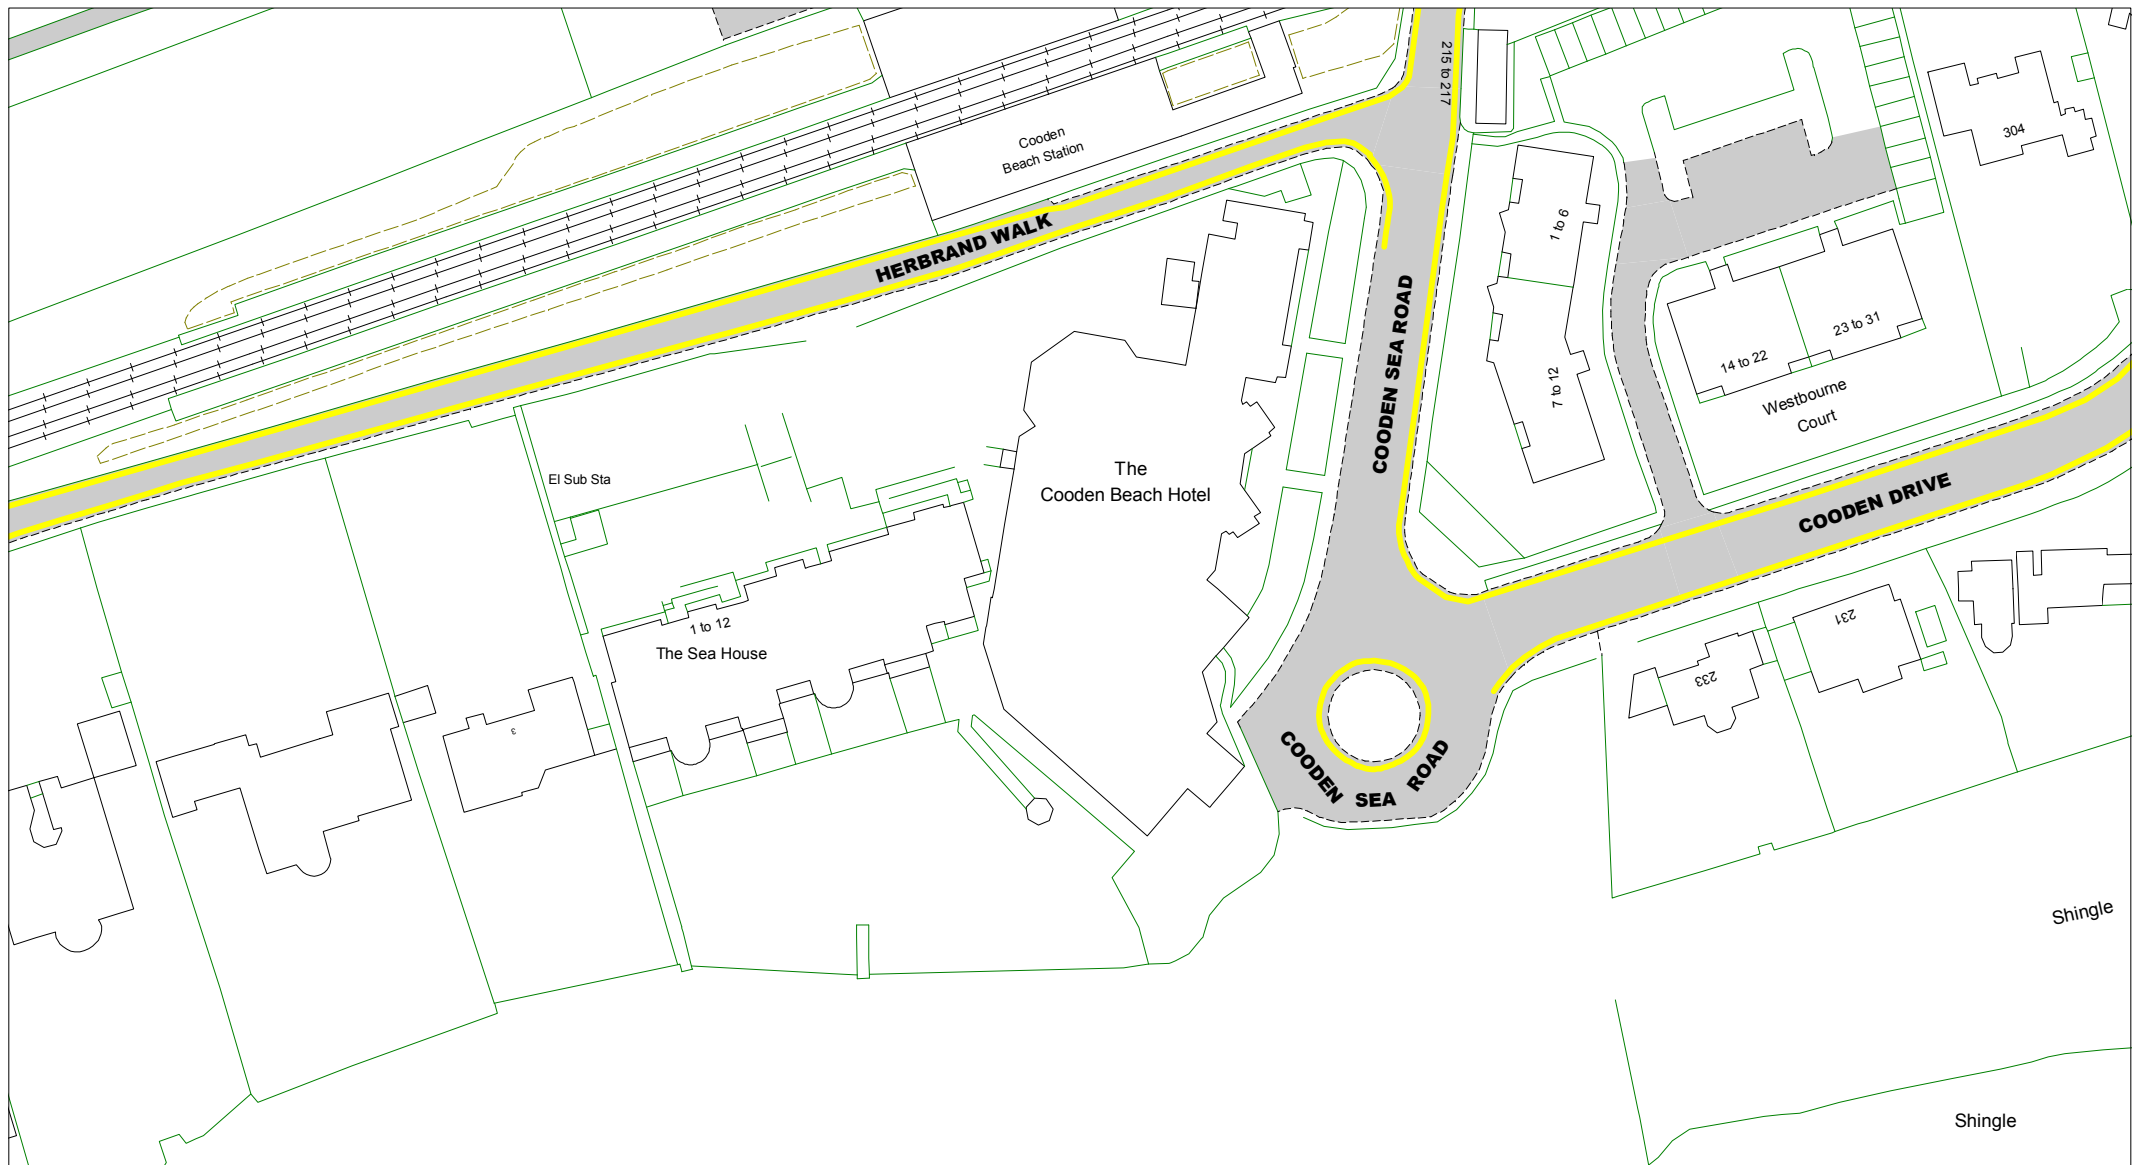 215 to 217
Cooden
Beach Station
304
HERBRAND WALK
1 to 6
COODEN SEA ROAD
23 to 31
14 to 22
7 to 12
Westbourne
Court
The
Cooden Beach Hotel
El Sub Sta
COODEN DRIVE
1 to 12
The Sea House
231
233
3
COODEN SEA ROAD
Shingle
Shingle